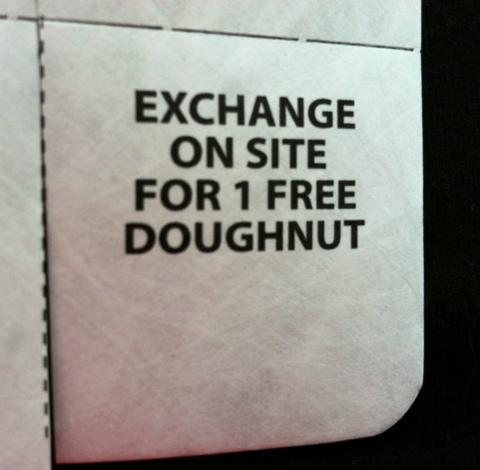 EXCHANGE
ON SITE
FOR 1 FREE
DOUGHNUT